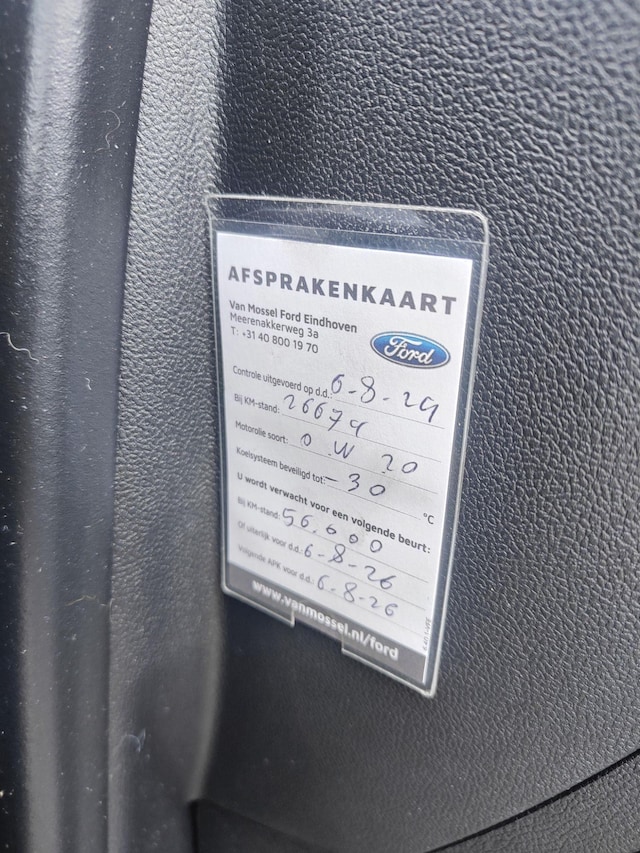 AFSPRAKENKAART
Van Mossel Ford Eindhoven
Meerenakkerweg 3a
T: +31 40 800 19 70
Ford
Controle uitgevoerd op d.d.: 6-8-24
Bij KM-stand: 26674
Motorolie soort: 0 W 20
Koelsysteem beveiligd tot: -30 °C
U wordt verwacht voor een volgende beurt:
Bij KM-stand: 56.600
Of uiterlijk voor d.d.: 6-8-26
Volgende APK voor d.d.: 6-8-26
www.vanmossel.nl/ford